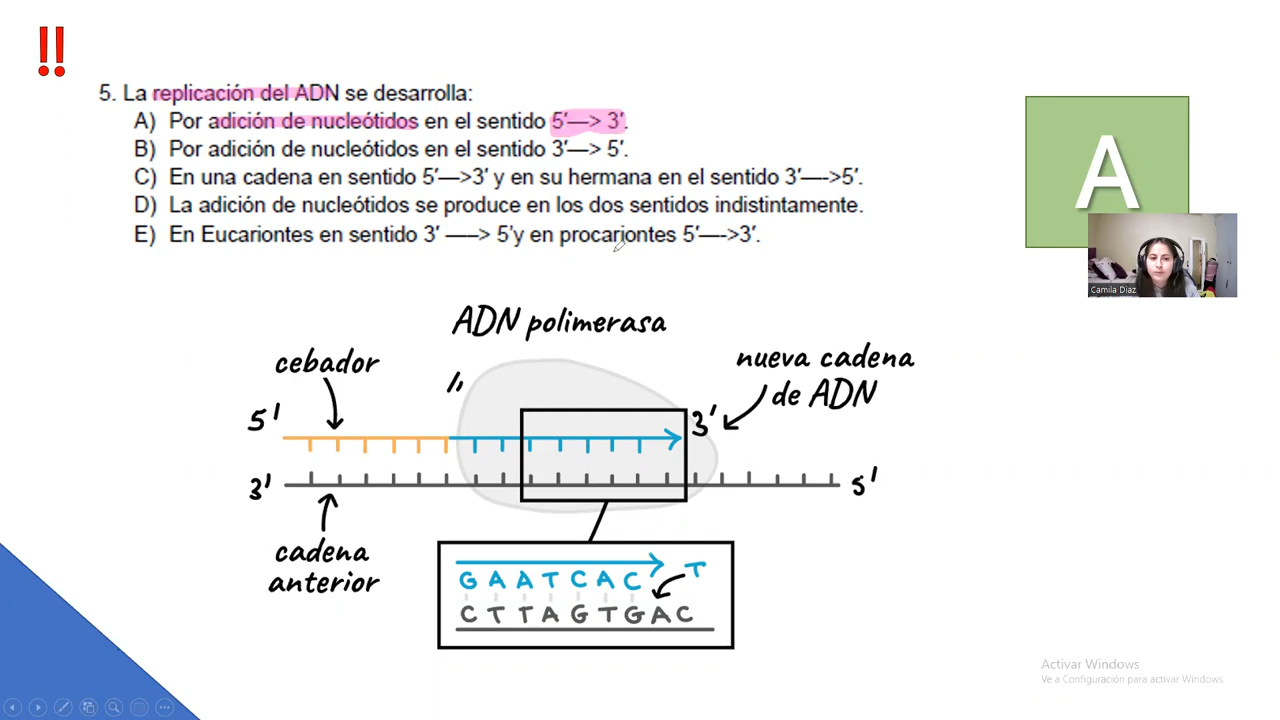 !!
5. La replicación del ADN se desarrolla:
A) Por adición de nucleótidos en el sentido 5′—> 3′.
B) Por adición de nucleótidos en el sentido 3′—> 5′.
C) En una cadena en sentido 5′—>3′ y en su hermana en el sentido 3′—->5′.
D) La adición de nucleótidos se produce en los dos sentidos indistintamente.
E) En Eucariontes en sentido 3′ —–> 5'y en procariontes 5′—->3′.
A
Camila Diaz
ADN polimerasa
cebador
nueva cadena
de ADN
5'
3'
3'
5'
cadena
anterior
G A A T C A C T
C T T A G T G A C
Activar Windows
Ve a Configuración para activar Windows.